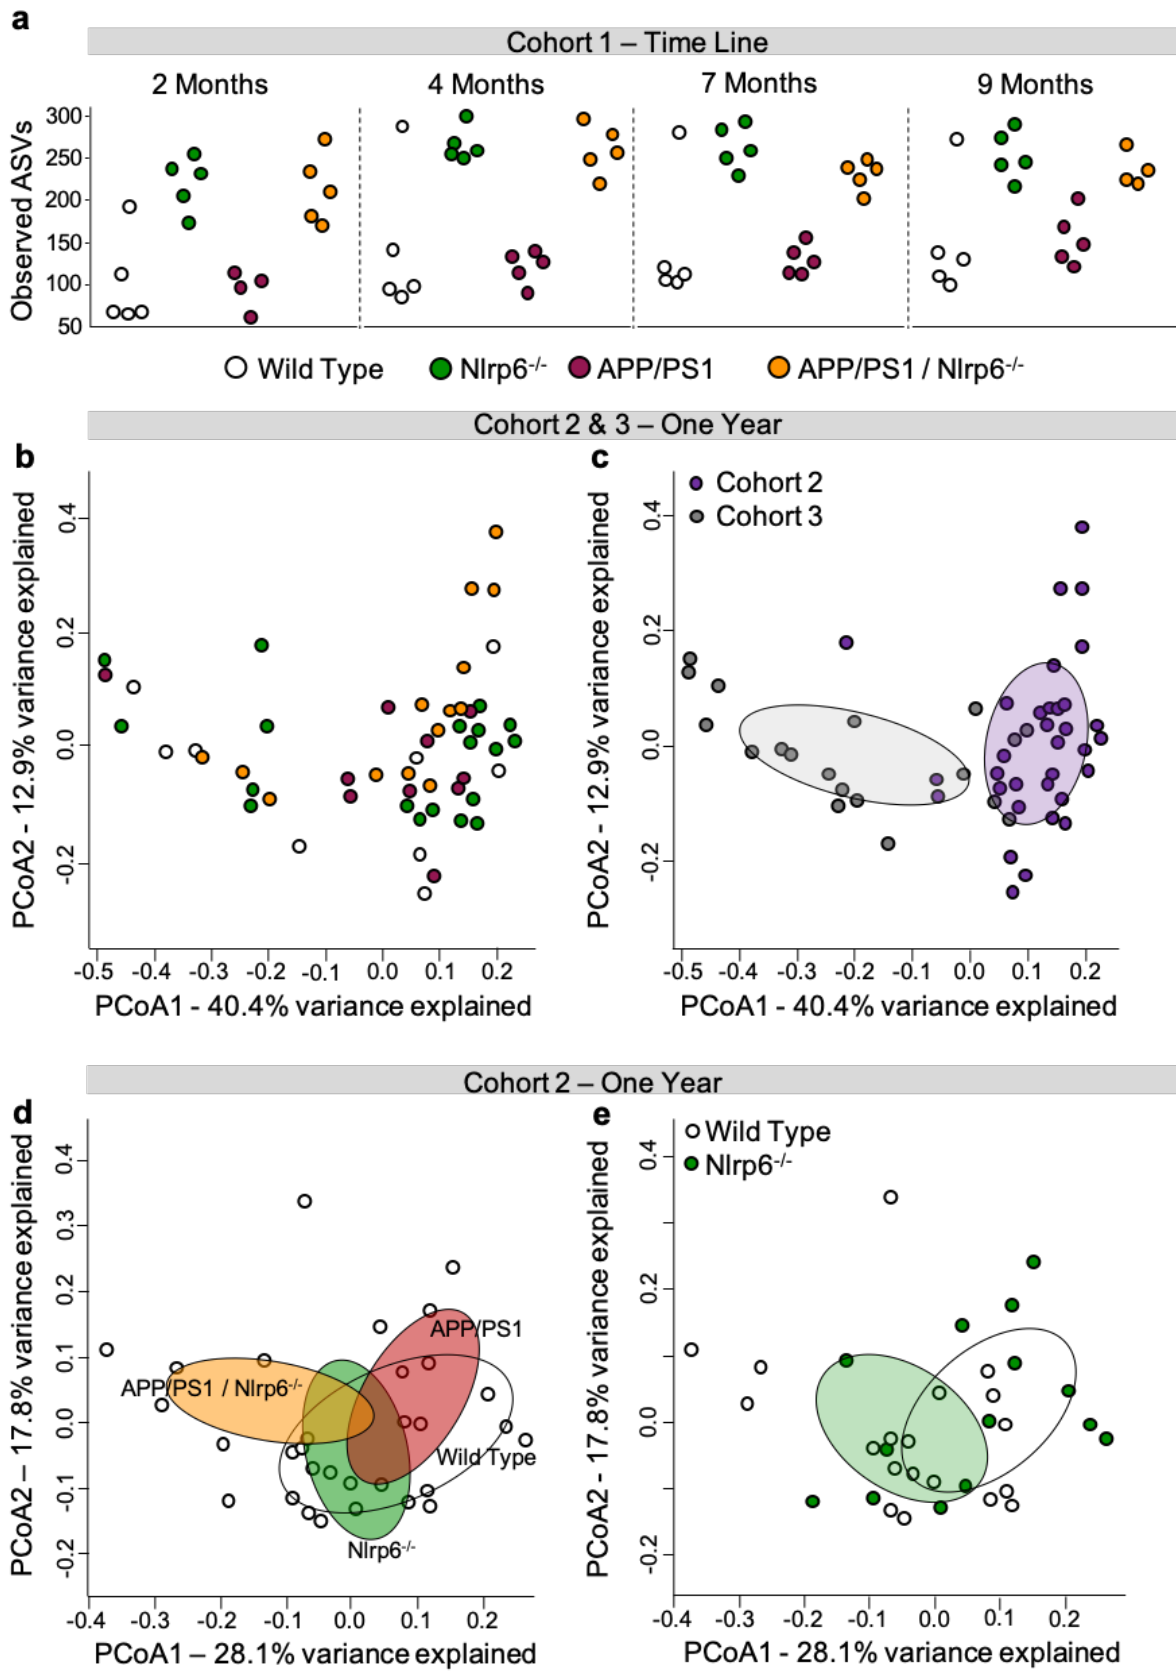 a
Cohort 1 – Time Line
2 Months 4 Months 7 Months 9 Months
Observed ASVs
300
250
200
150
100
50
Wild Type Nlrp6-/- APP/PS1 APP/PS1 / Nlrp6-/-
Cohort 2 & 3 – One Year
b
PCoA2 - 12.9% variance explained
0.4
0.2
0.0
-0.2
-0.5 -0.4 -0.3 -0.2 -0.1 0.0 0.1 0.2
PCoA1 - 40.4% variance explained
c
Cohort 2
Cohort 3
PCoA2 - 12.9% variance explained
0.4
0.2
0.0
-0.2
-0.5 -0.4 -0.3 -0.2 -0.1 0.0 0.1 0.2
PCoA1 - 40.4% variance explained
Cohort 2 – One Year
d
PCoA2 – 17.8% variance explained
0.4
0.3
0.2
0.1
0.0
-0.1
-0.2
APP/PS1
APP/PS1 / Nlrp6-/-
Wild Type
Nlrp6-/-
-0.4 -0.3 -0.2 -0.1 0.0 0.1 0.2
PCoA1 – 28.1% variance explained
e
Wild Type
Nlrp6-/-
PCoA2 - 17.8% variance explained
0.4
0.2
0.0
-0.2
-0.4 -0.3 -0.2 -0.1 0.0 0.1 0.2
PCoA1 - 28.1% variance explained